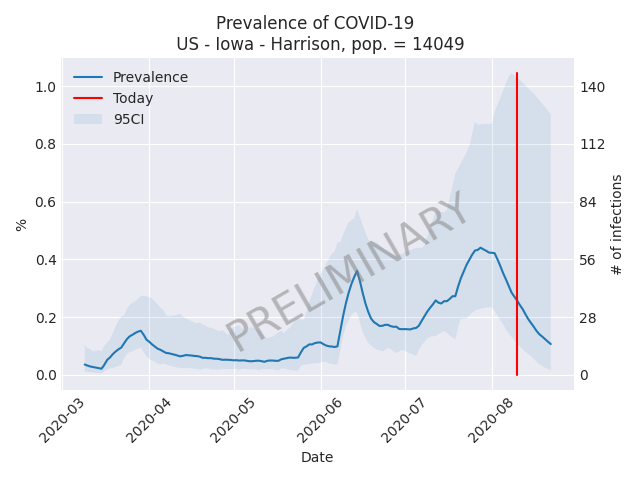 Prevalence of COVID-19
US - Iowa - Harrison, pop. = 14049
Prevalence
Today
95CI
1.0
0.8
0.6
0.4
0.2
0.0
%
140
112
84
56
28
0
# of infections
PRELIMINARY
2020-03
2020-04
2020-05
2020-06
2020-07
2020-08
Date